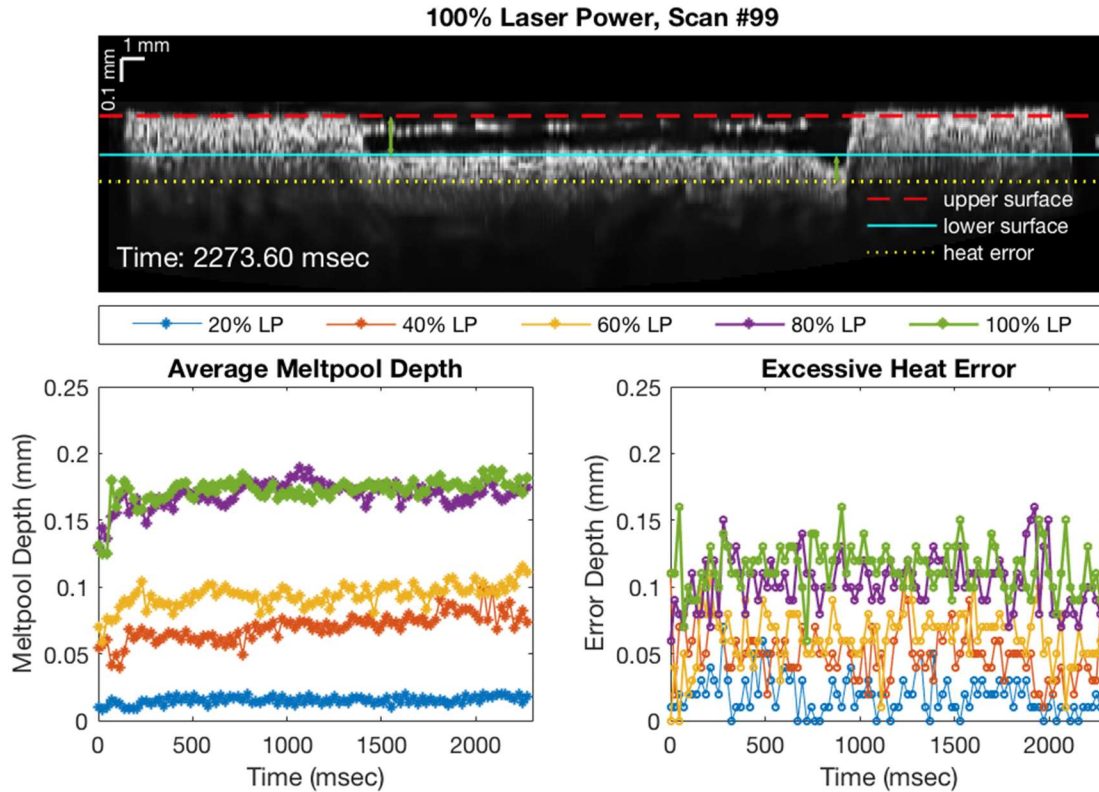 100% Laser Power, Scan #99
1 mm
0.1 mm
upper surface
lower surface
heat error
Time: 2273.60 msec
20% LP 40% LP 60% LP 80% LP 100% LP
Average Meltpool Depth
0.25
0.2
0.15
0.1
0.05
0
Meltpool Depth (mm)
0 500 1000 1500 2000
Time (msec)
Excessive Heat Error
0.25
0.2
0.15
0.1
0.05
0
Error Depth (mm)
0 500 1000 1500 2000
Time (msec)